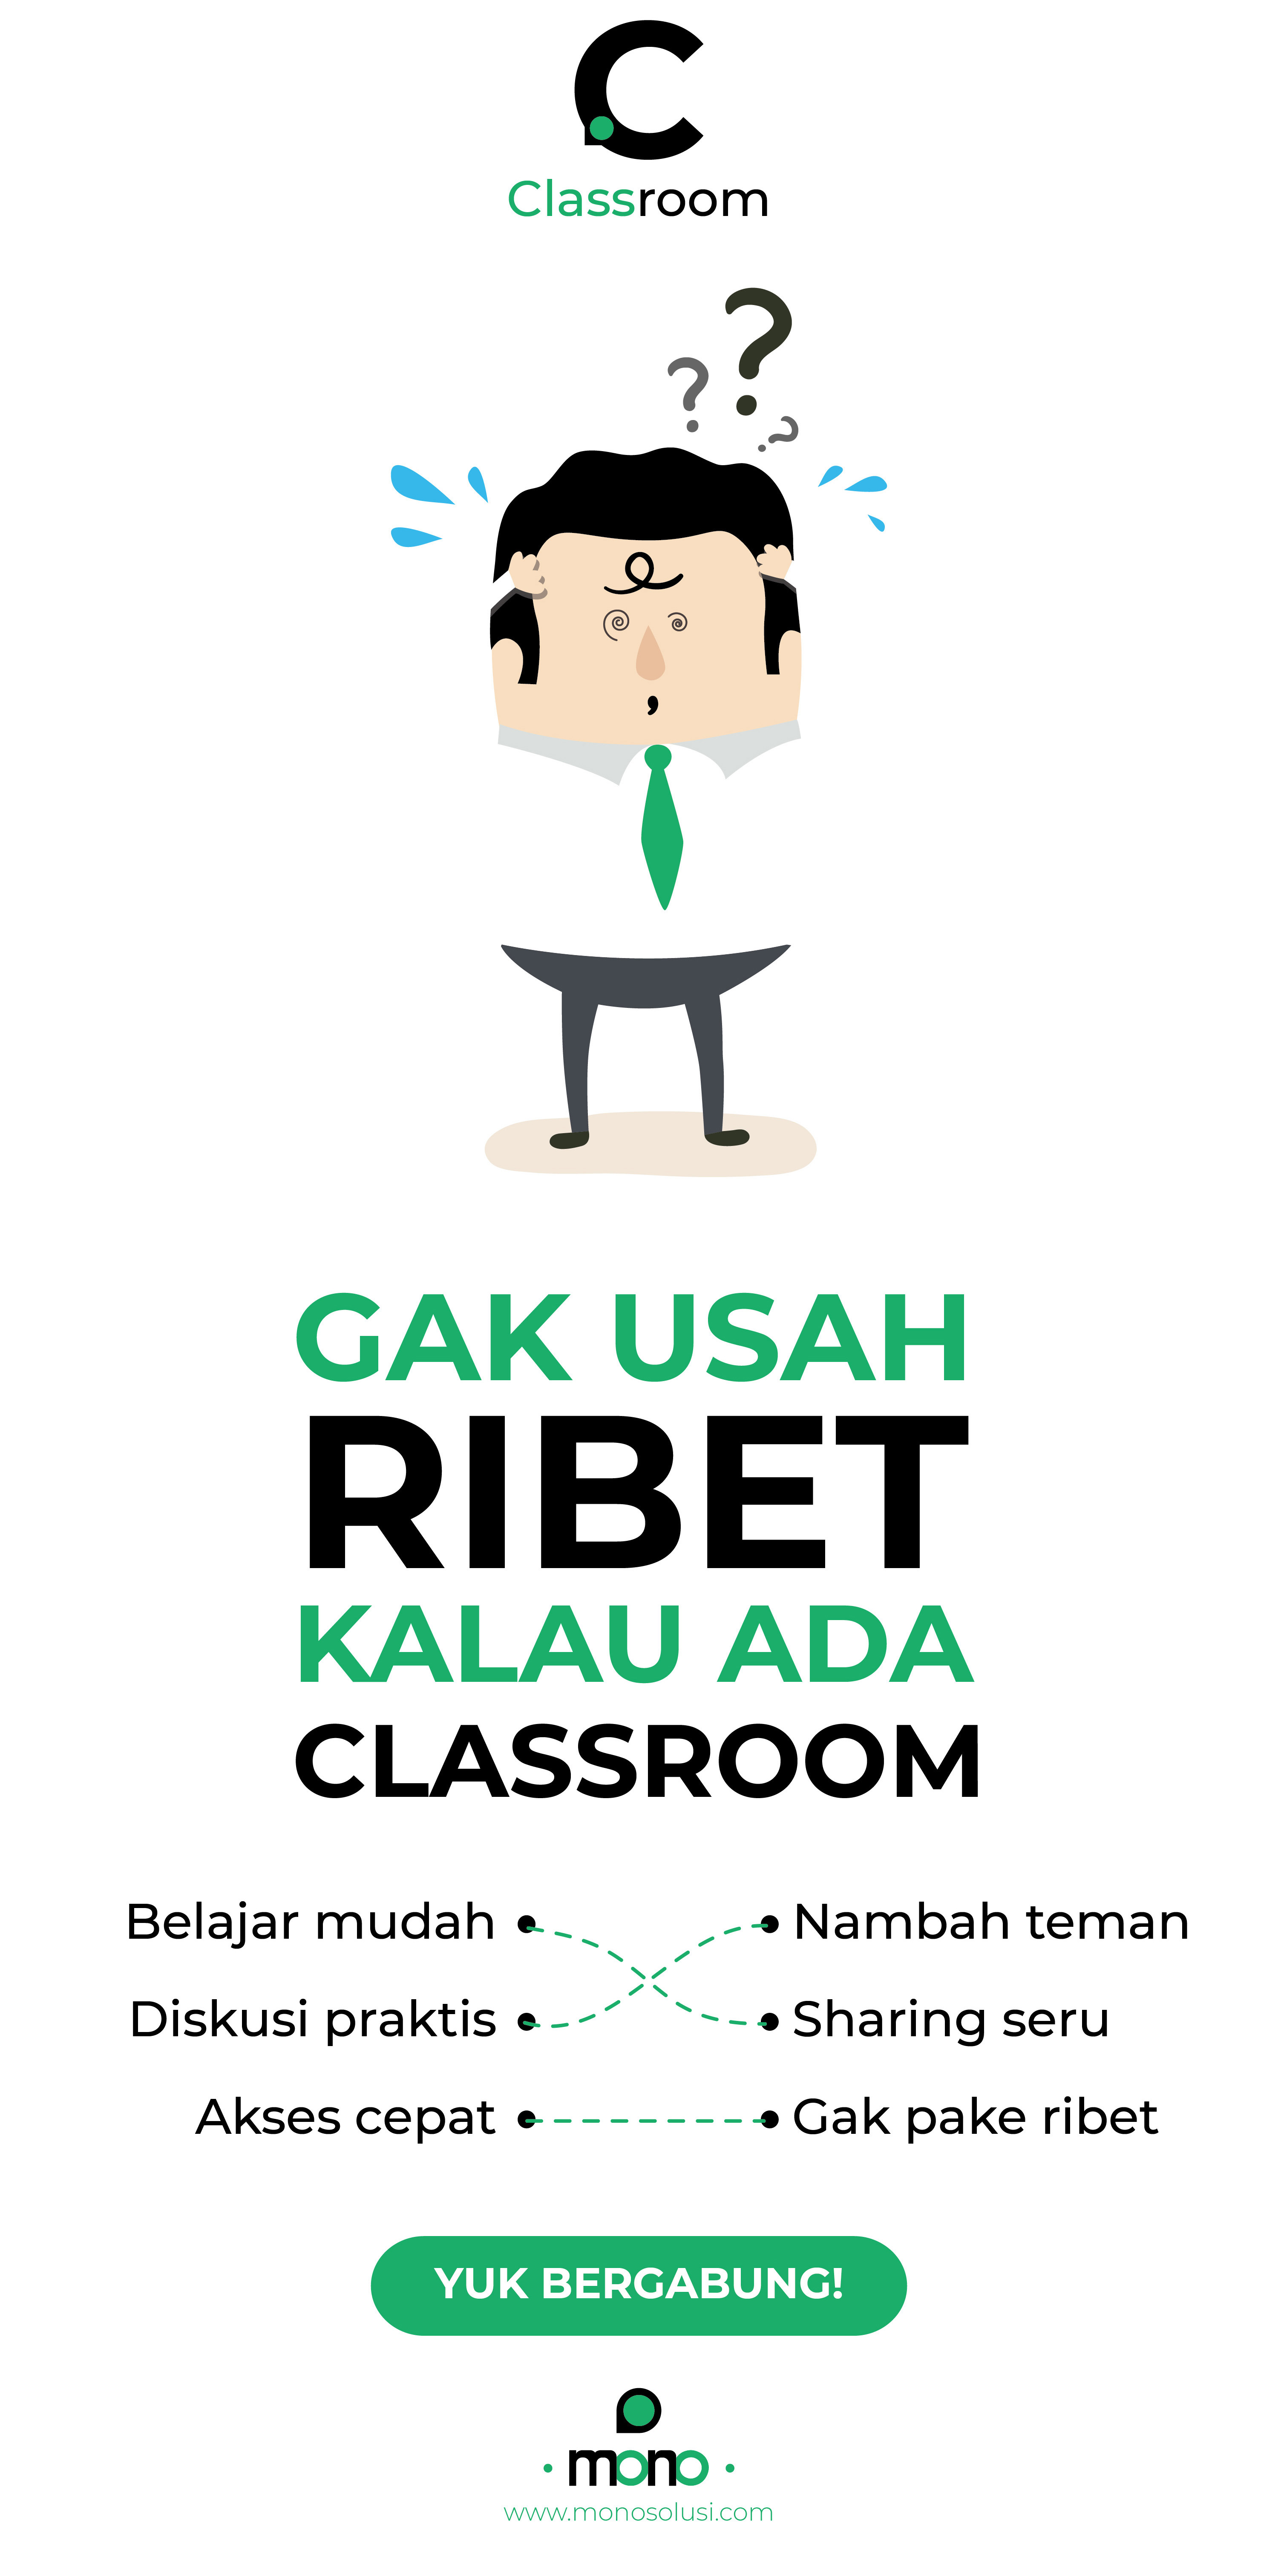 Classroom
? ? ?
GAK USAH
RIBET
KALAU ADA
CLASSROOM
Belajar mudah Nambah teman
Diskusi praktis Sharing seru
Akses cepat Gak pake ribet
YUK BERGABUNG!
mono
www.monosolusi.com